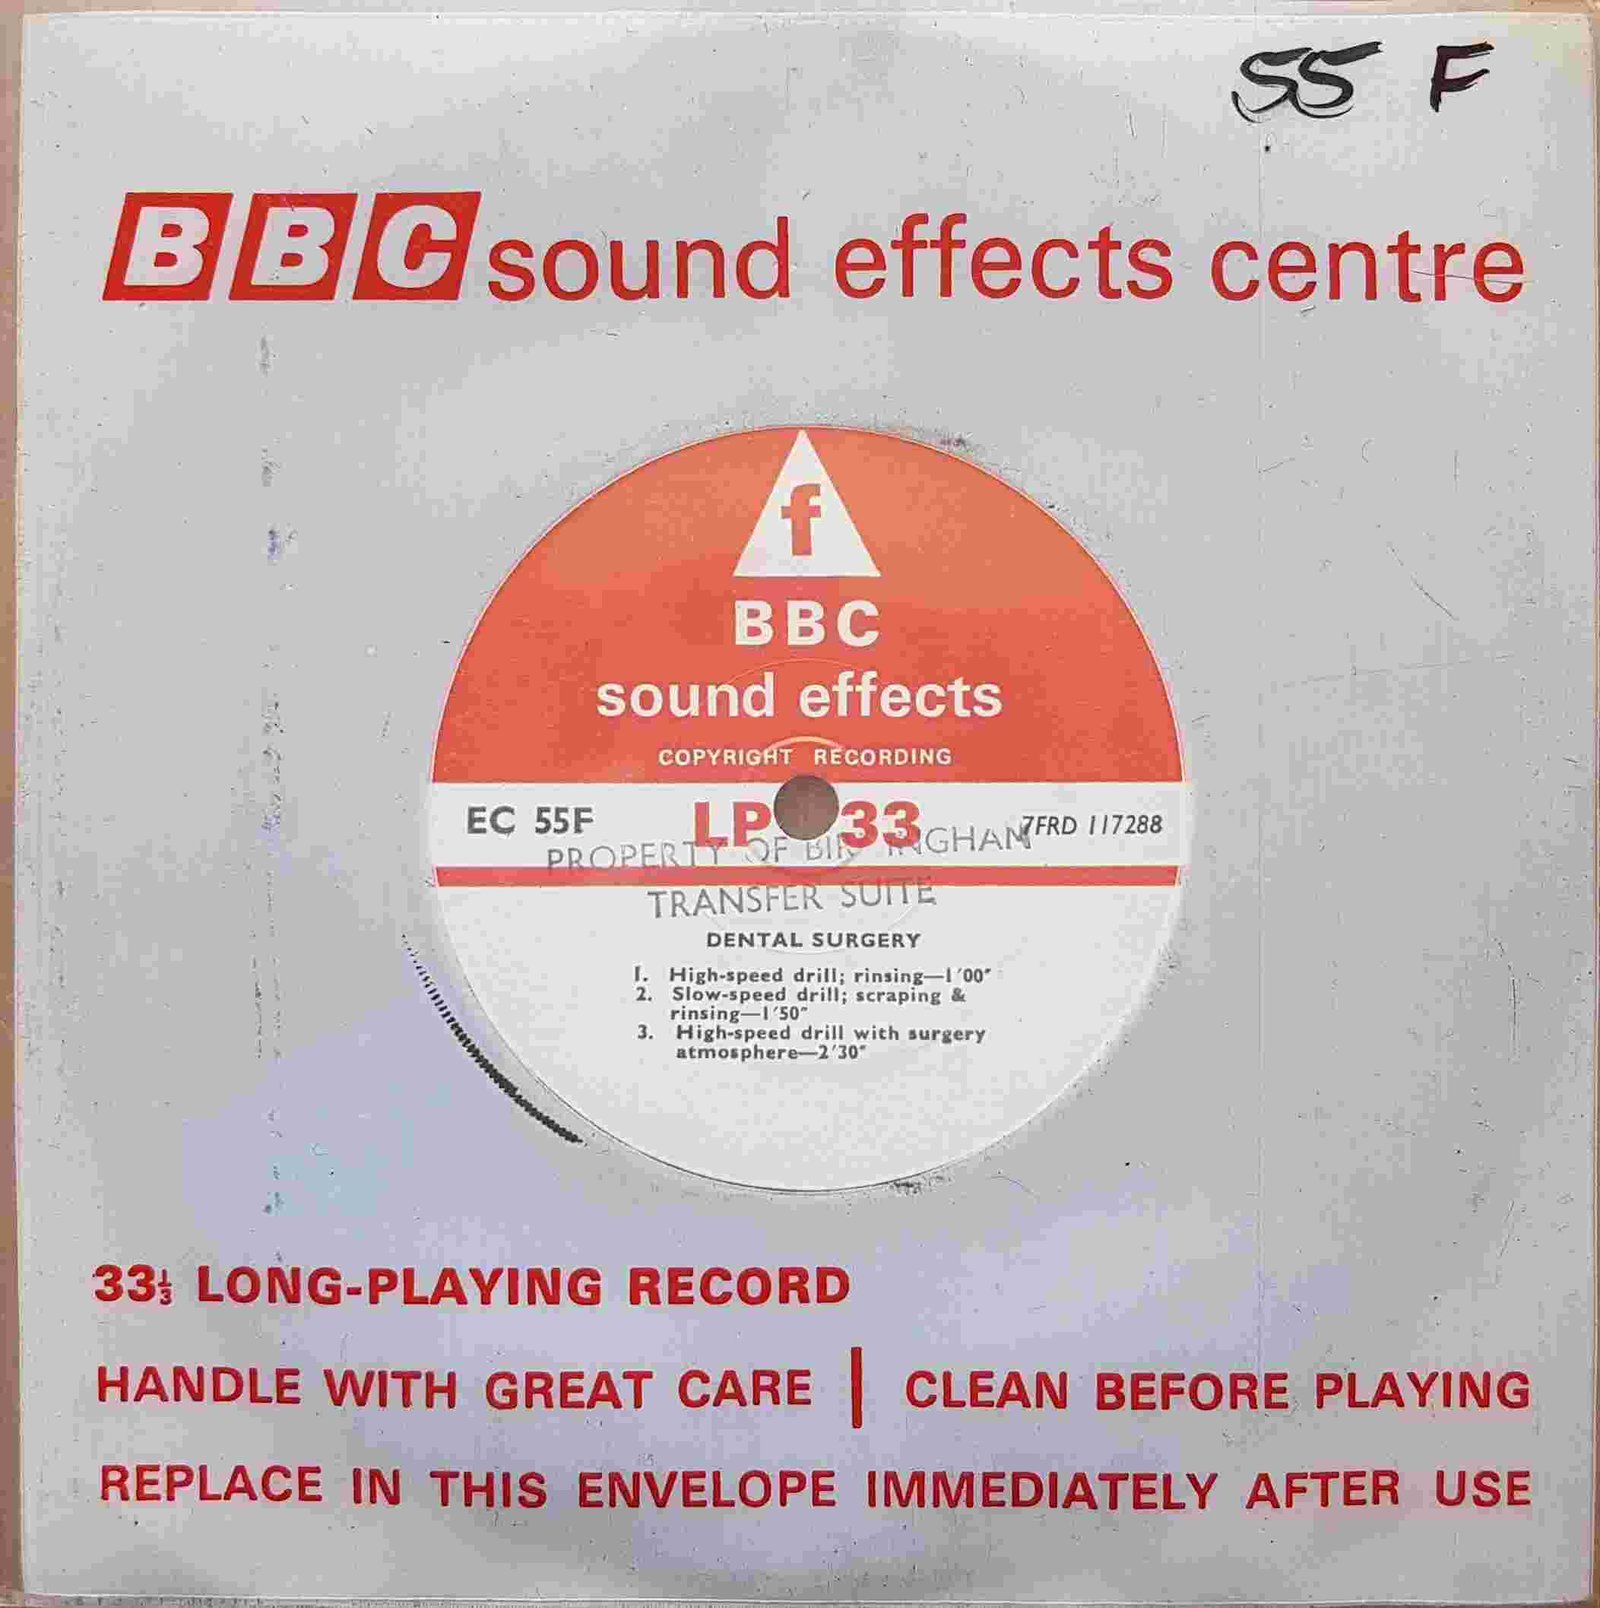 55 F
BBC sound effects centre
f
BBC
sound effects
COPYRIGHT RECORDING
EC 55F LP 33 7FRD 117288
PROPERTY OF
TRANSFER SUITE
DENTAL SURGERY
1. High-speed drill; rinsing—1'00"
2. Slow-speed drill; scraping &
rinsing—1'50"
3. High-speed drill with surgery
atmosphere—2'30"
33⅓ LONG-PLAYING RECORD
HANDLE WITH GREAT CARE | CLEAN BEFORE PLAYING
REPLACE IN THIS ENVELOPE IMMEDIATELY AFTER USE